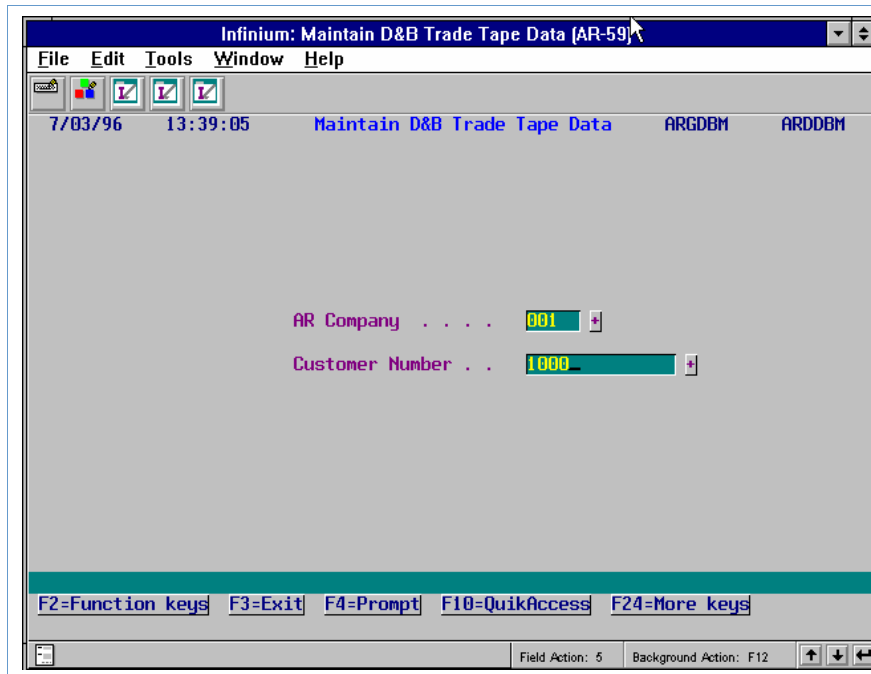 Infinium: Maintain D&B Trade Tape Data (AR-59)
File Edit Tools Window Help
7/03/96 13:39:05 Maintain D&B Trade Tape Data ARGDBM ARDDBM
AR Company . . . . 001 +
Customer Number . . 1000_ +
F2=Function keys F3=Exit F4=Prompt F10=QuikAccess F24=More keys
Field Action: 5 Background Action: F12